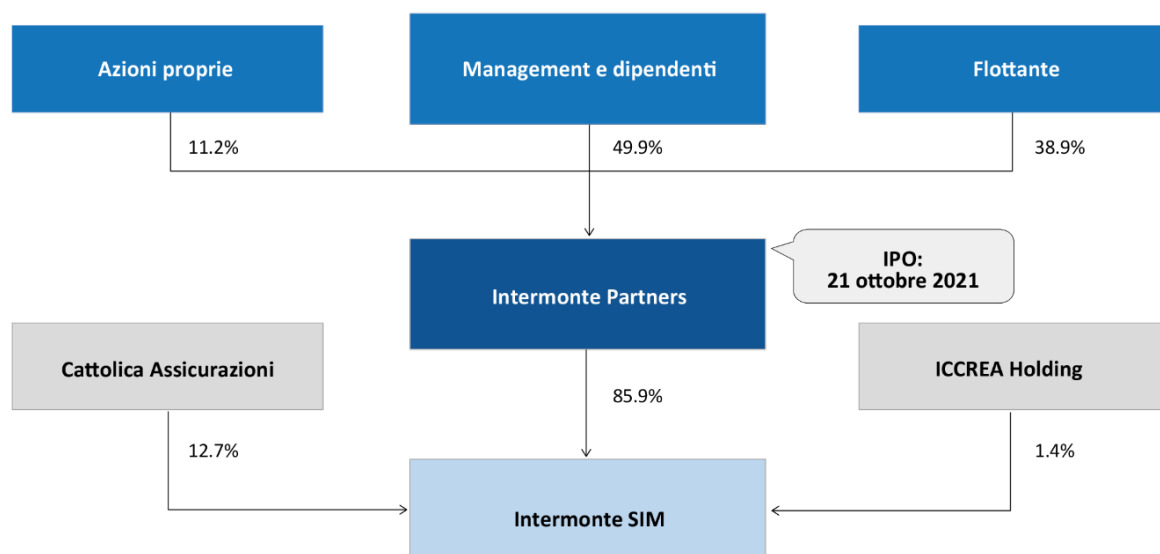 Azioni proprie
Management e dipendenti
Flottante
11.2%
49.9%
38.9%
IPO:
21 ottobre 2021
Intermonte Partners
Cattolica Assicurazioni
ICCREA Holding
85.9%
12.7%
1.4%
Intermonte SIM